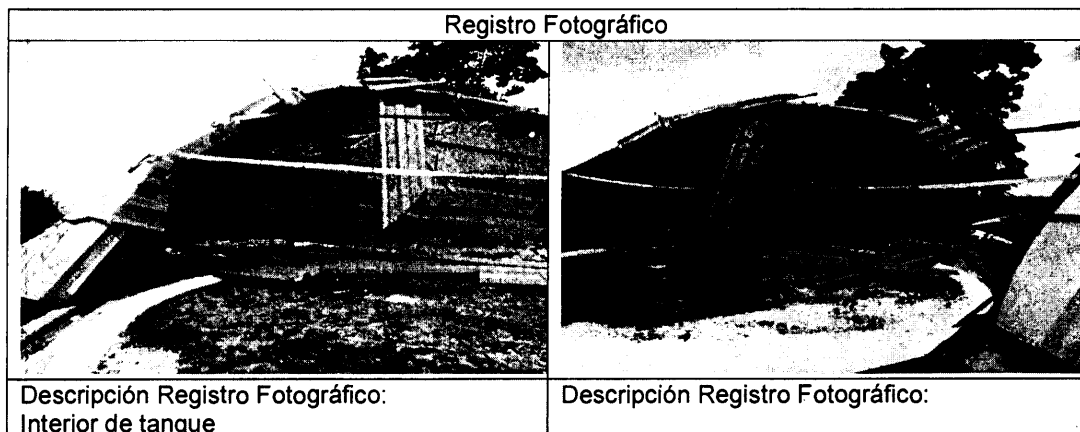 Registro Fotográfico
Descripción Registro Fotográfico:
Interior de tanque
Descripción Registro Fotográfico: